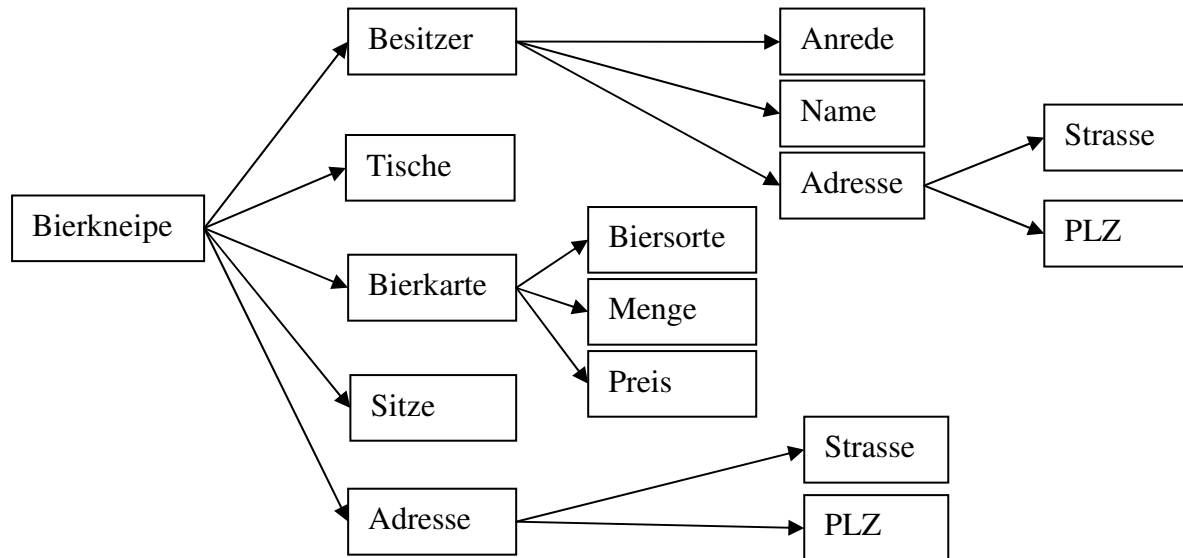 Besitzer
Anrede
Name
Strasse
Tische
Adresse
Bierkneipe
PLZ
Biersorte
Bierkarte
Menge
Preis
Sitze
Strasse
Adresse
PLZ